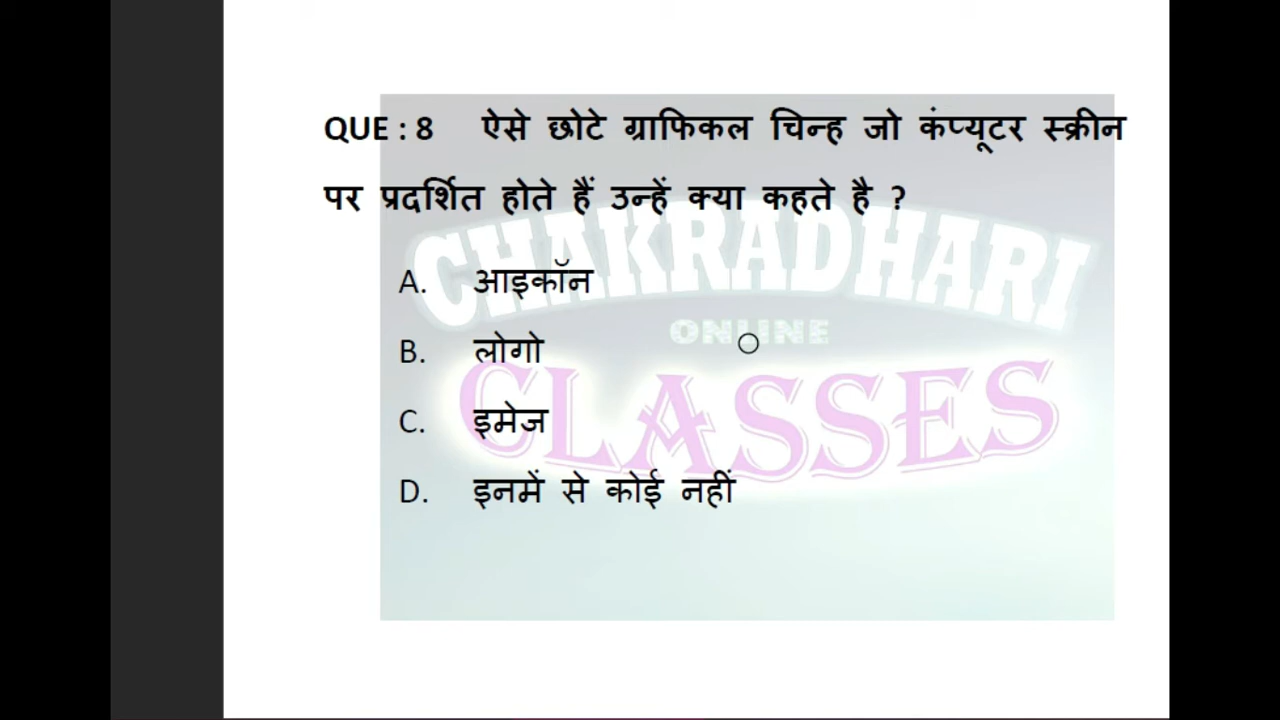 QUE : 8 ऐसे छोटे ग्राफिकल चिन्ह जो कंप्यूटर स्क्रीन
पर प्रदर्शित होते हैं उन्हें क्या कहते है ?
CHAKRADHARI
A. आइकॉन
ONLINE
B. लोगो
CLASSES
C. इमेज
D. इनमें से कोई नहीं